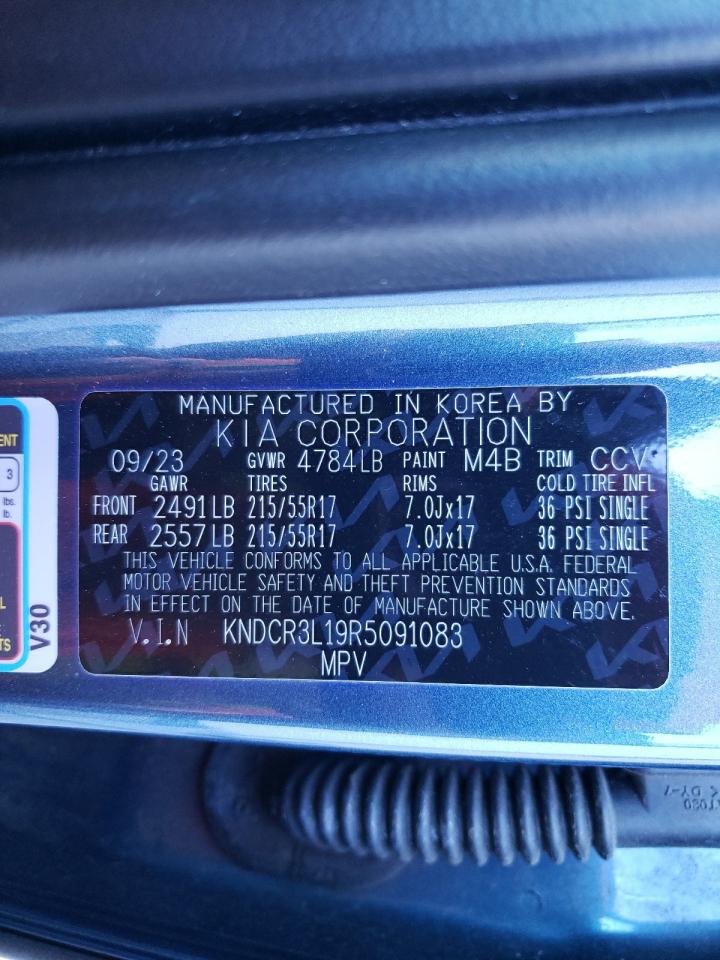 MANUFACTURED IN KOREA BY
KIA CORPORATION
09/23 GVWR 4784LB PAINT M4B TRIM CCV
GAWR TIRES RIMS COLD TIRE INFL
FRONT 2491LB 215/55R17 7.0Jx17 36 PSI SINGLE
REAR 2557LB 215/55R17 7.0Jx17 36 PSI SINGLE
THIS VEHICLE CONFORMS TO ALL APPLICABLE U.S.A. FEDERAL
MOTOR VEHICLE SAFETY AND THEFT PREVENTION STANDARDS
IN EFFECT ON THE DATE OF MANUFACTURE SHOWN ABOVE.
V.I.N KNDCR3L19R5091083
MPV
3
lbs.
lb.
V30